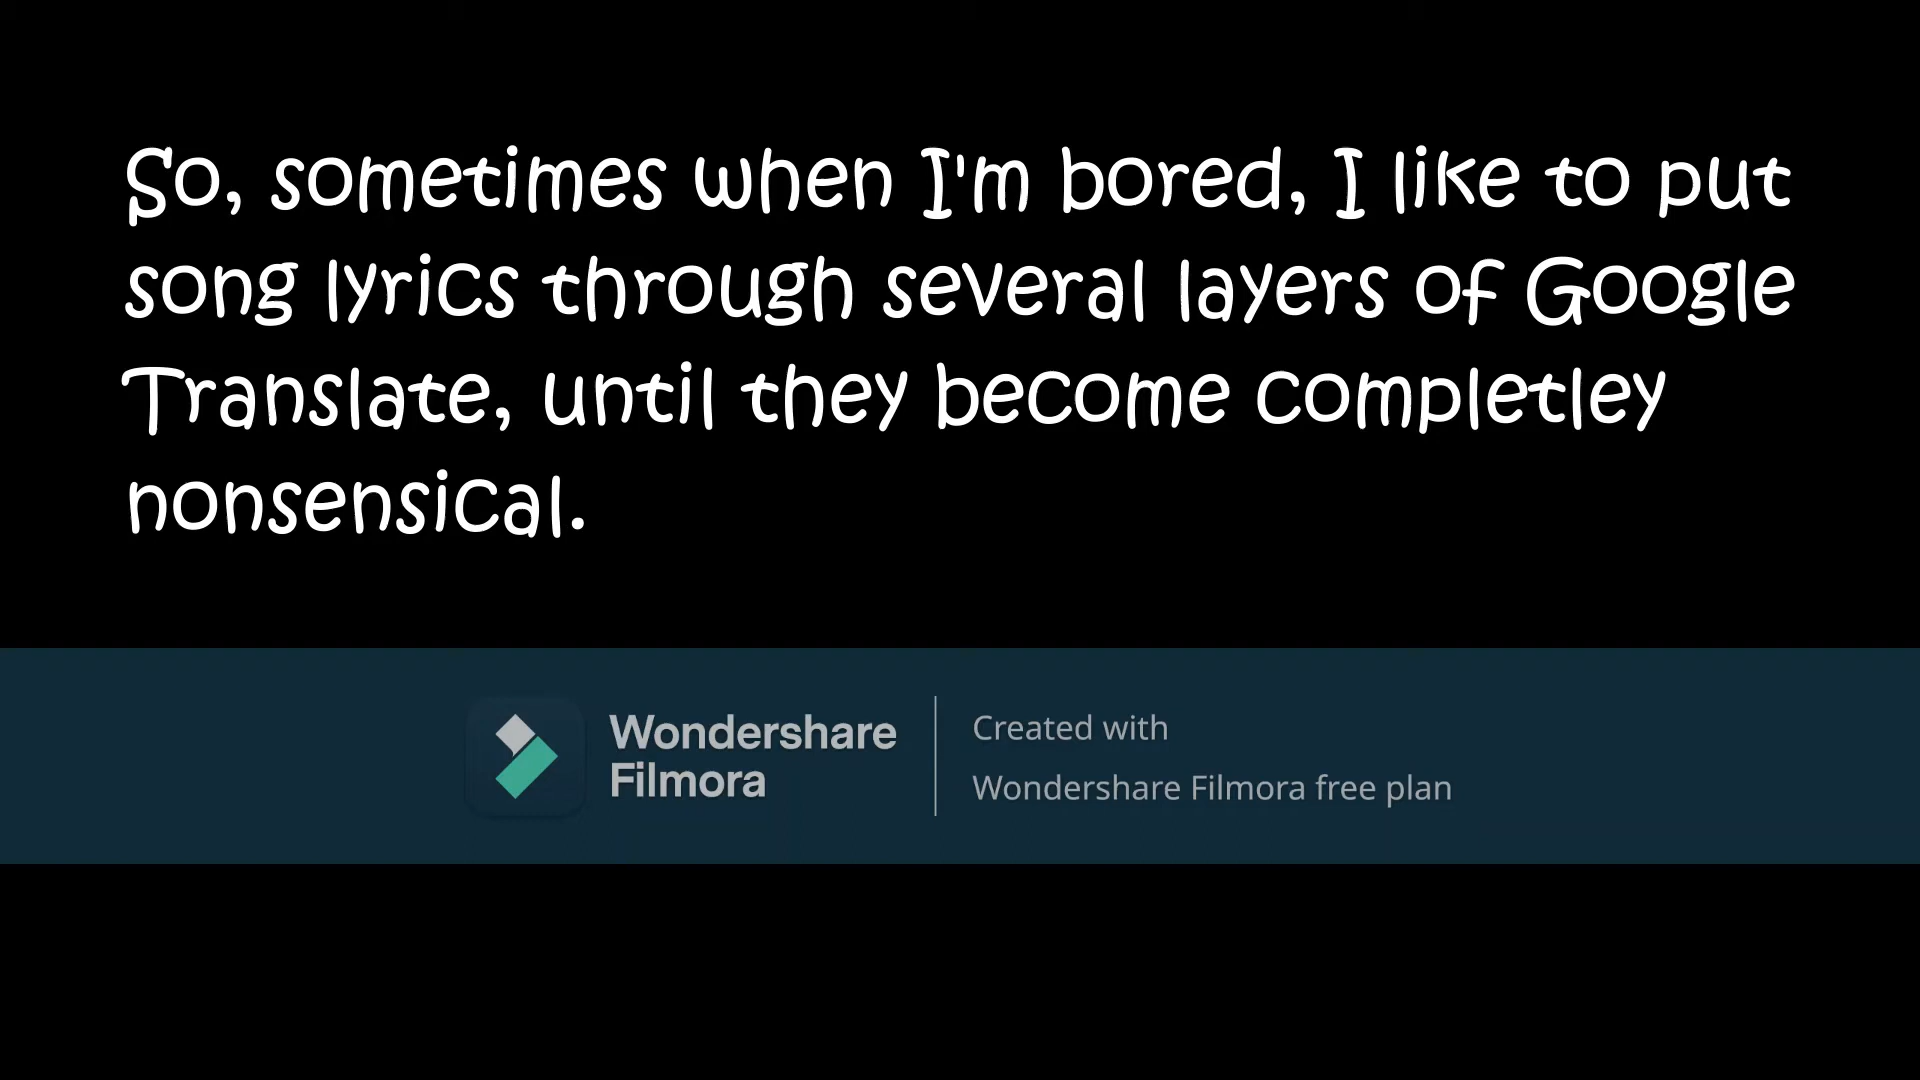 So, sometimes when I'm bored, I like to put
song lyrics through several layers of Google
Translate, until they become completley
nonsensical.
Wondershare
Filmora
Created with
Wondershare Filmora free plan